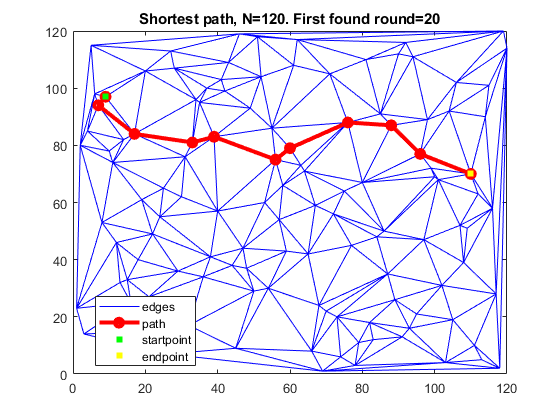 Shortest path, N=120. First found round=20
120
100
80
60
40
20
0
edges
path
startpoint
endpoint
0 20 40 60 80 100 120